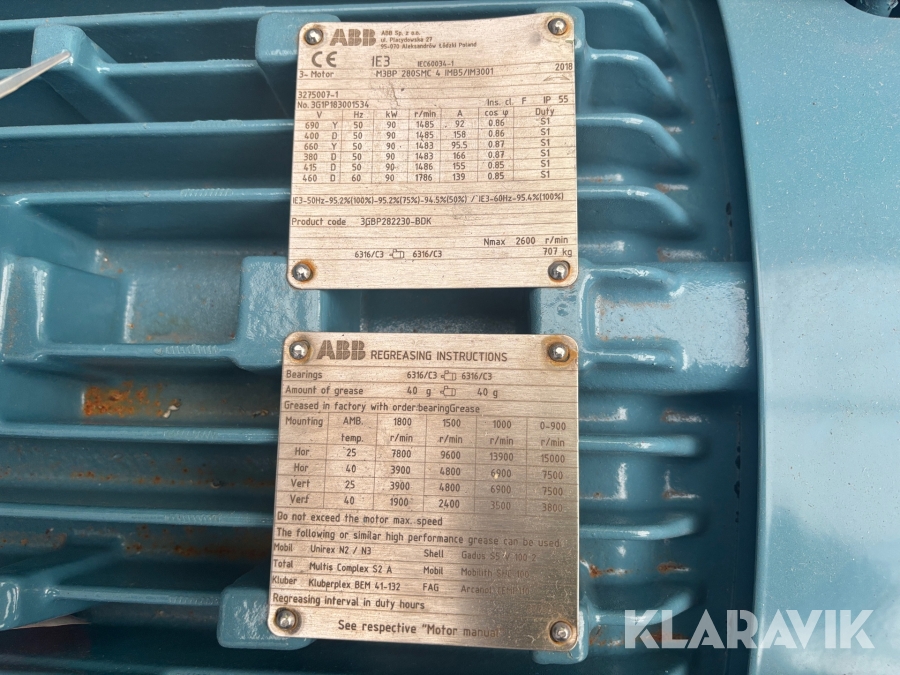 ABB ABB Sp. z o.o.
ul. Placydowska 27
95-070 Aleksandrów Łódzki Poland
CE IE3 IEC60034-1
3~ Motor M3BP 280SMC 4 IMB5/IM3001 2018
3275007-1
No. 3G1P183001534 Ins. cl. F IP 55
V Hz kW r/min A cos φ Duty
690 Y 50 90 1485 92 0.86 S1
400 D 50 90 1485 158 0.86 S1
660 Y 50 90 1483 95.5 0.87 S1
380 D 50 90 1483 166 0.87 S1
415 D 50 90 1486 155 0.85 S1
460 D 60 90 1786 139 0.85 S1
IE3-50Hz-95.2%(100%)-95.2%(75%)-94.5%(50%) / IE3-60Hz-95.4%(100%)
Product code 3GBP282230-BDK
Nmax 2600 r/min
6316/C3 6316/C3 707 kg
ABB REGREASING INSTRUCTIONS
Bearings 6316/C3 6316/C3
Amount of grease 40 g 40 g
Greased in factory with order:bearingGrease
Mounting AMB. 1800 1500 1000 0-900
temp. r/min r/min r/min r/min
Hor 25 7800 9600 13900 15000
Hor 40 3900 4800 6900 7500
Vert 25 3900 4800 6900 7500
Vert 40 1900 2400 3500 3800
Do not exceed the motor max. speed
The following or similar high performance grease can be used:
Mobil Unirex N2 / N3 Shell Gadus S5 V 100 2
Total Multis Complex S2 A Mobil Mobilith SHC 100
Kluber Kluberplex BEM 41-132 FAG Arcanol
Regreasing interval in duty hours
See respective "Motor manual
KLARAVIK